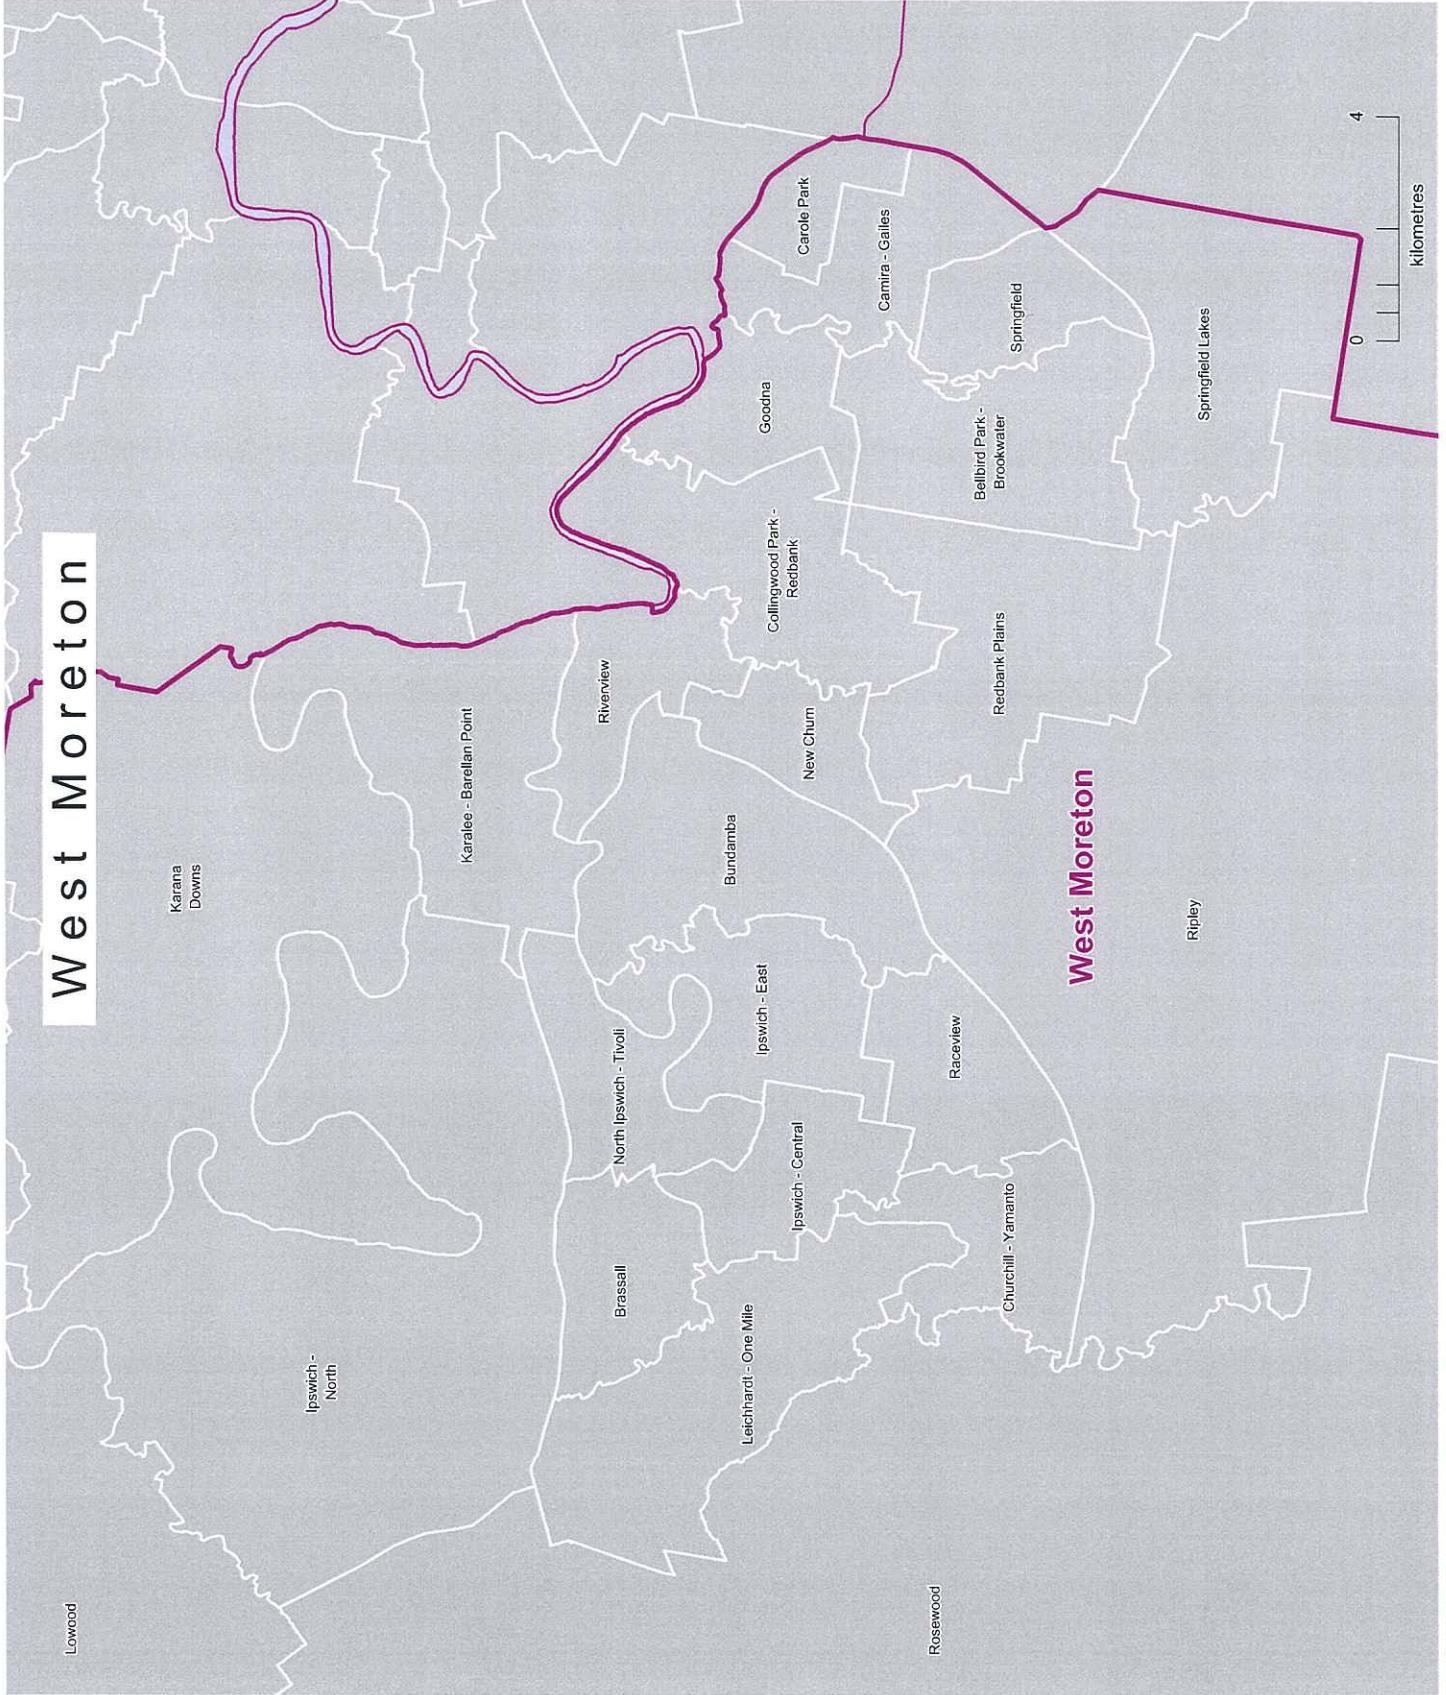 West Moreton
Lowood
Karana
Downs
Ipswich -
North
Karalee - Barellan Point
Riverview
North Ipswich - Tivoli
Brassall
Bundamba
Leichhardt - One Mile
Ipswich - East
Goodna
Carole Park
Collingwood Park -
Redbank
Ipswich - Central
New Chum
Camira - Gailes
Rosewood
Raceview
Bellbird Park -
Brookwater
Redbank Plains
Churchill - Yamanto
Springfield
West Moreton
Ripley
Springfield Lakes
0
4
kilometres